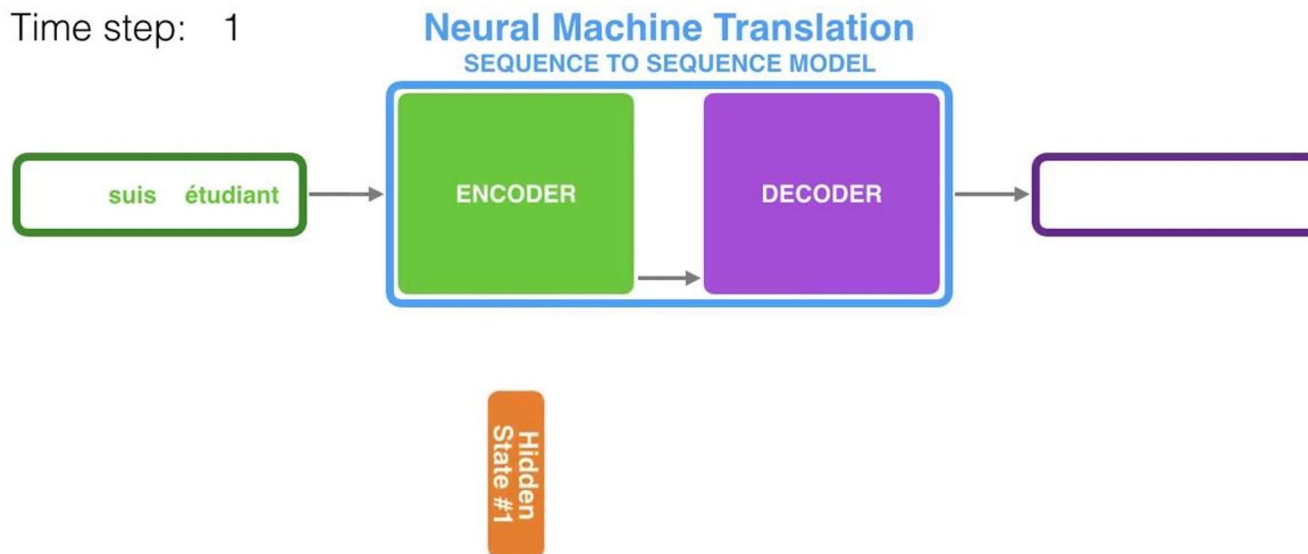 Time step: 1
Neural Machine Translation
SEQUENCE TO SEQUENCE MODEL
suis étudiant
ENCODER
DECODER
Hidden
State #1